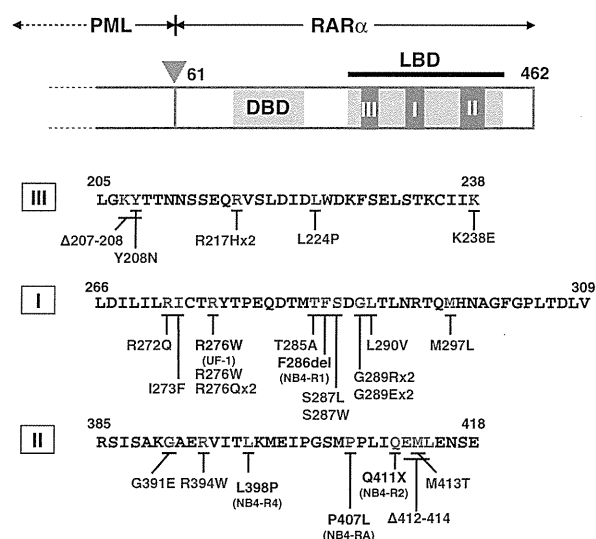 PML RARα
LBD
61 462
DBD III I II
205 238
III LGKYTTNNSSEQRVSLDIDLWDKFSELSTKCIIK
Δ207-208 R217Hx2 L224P K238E
Y208N
266 309
I LDILILRICTRYTPEQDTMTFSDGLTLNRTQMHNAGFGPLTDLV
R272Q R276W T285A L290V M297L
(UF-1) F286del
I273F R276W (NB4-R1) G289Rx2
R276Qx2 S287L G289Ex2
S287W
385 418
II RSISAKGAERVITLKMEIPGSMPPLIQEMLENSE
G391E R394W L398P Q411X M413T
(NB4-R4) (NB4-R2)
P407L Δ412-414
(NB4-RA)